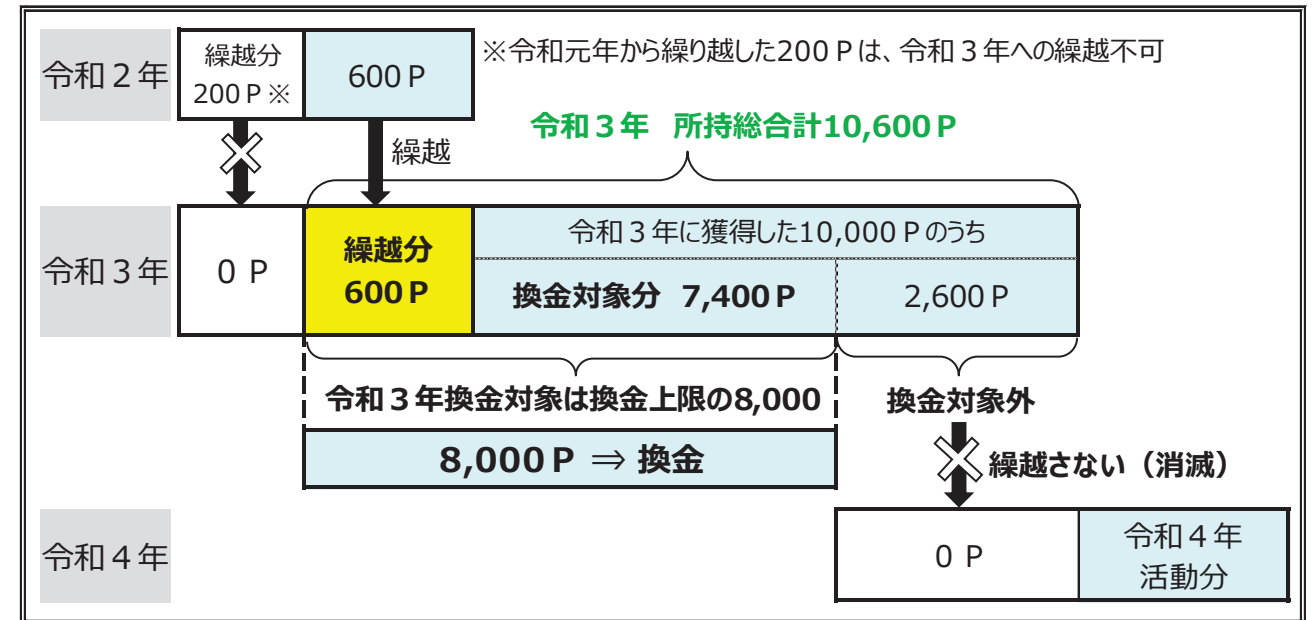 令和２年
繰越分
200Ｐ※
600Ｐ
※令和元年から繰り越した200Ｐは、令和３年への繰越不可
令和３年　所持総合計10,600Ｐ
繰越
令和３年
0 Ｐ
繰越分
600Ｐ
令和３年に獲得した10,000Ｐのうち
換金対象分 7,400Ｐ
2,600Ｐ
令和３年換金対象は換金上限の8,000
換金対象外
8,000Ｐ ⇒ 換金
繰越さない（消滅）
令和４年
0 Ｐ
令和４年
活動分